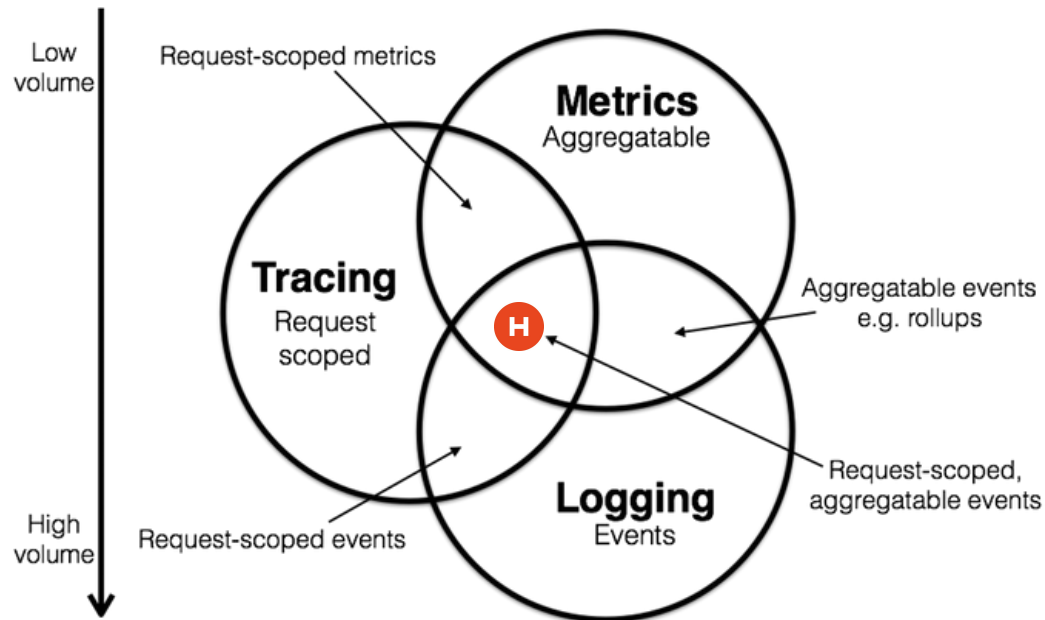 Low
volume
Request-scoped metrics
Metrics
Aggregatable
Tracing
Request
scoped
H
Aggregatable events
e.g. rollups
Request-scoped,
aggregatable events
Logging
Events
High
volume
Request-scoped events